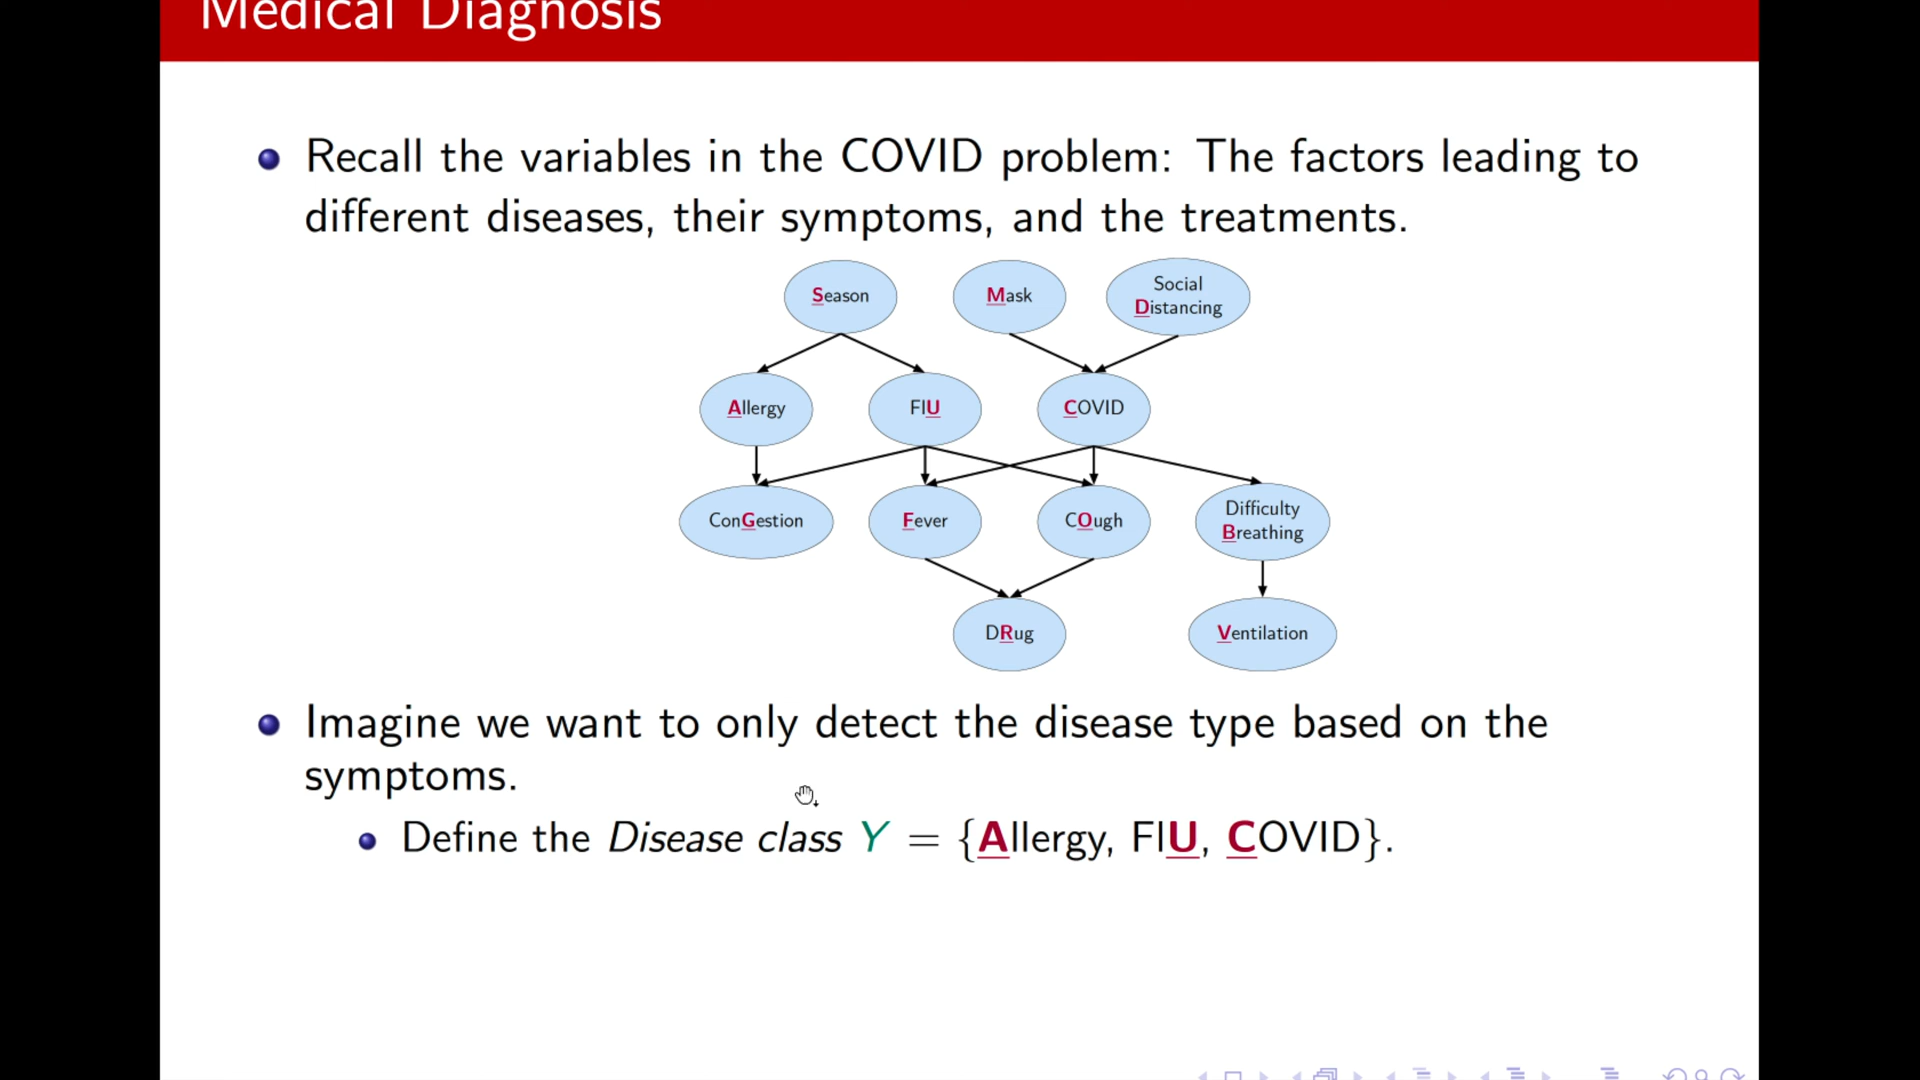 Medical Diagnosis
Recall the variables in the COVID problem: The factors leading to
different diseases, their symptoms, and the treatments.
Season
Mask
Social
Distancing
Allergy
FlU
COVID
ConGestion
Fever
COugh
Difficulty
Breathing
DRug
Ventilation
Imagine we want to only detect the disease type based on the
symptoms.
Define the Disease class Y = {Allergy, FlU, COVID}.